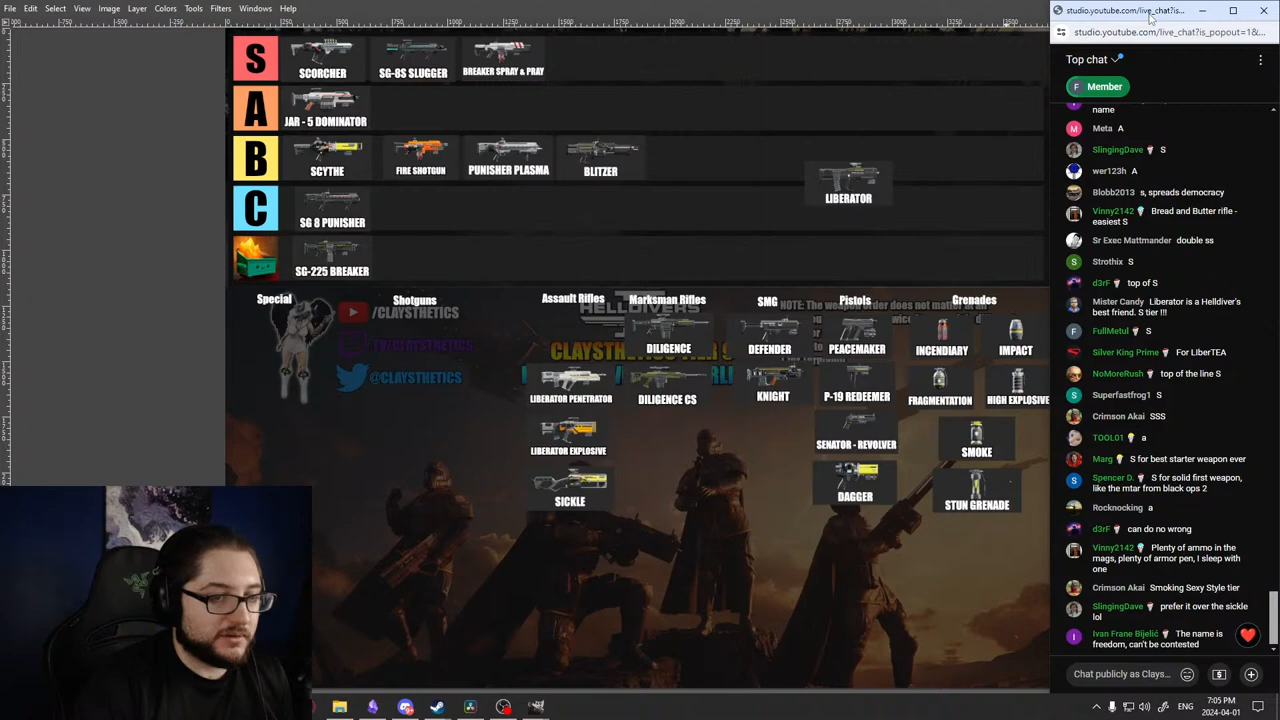 File Edit Select View Image Layer Colors Tools Filters Windows Help
studio.youtube.com/live_chat?is...
studio.youtube.com/live_chat?is_popout=1&...
Top chat
F Member
S
SCORCHER
SG-8S SLUGGER
BREAKER SPRAY & PRAY
A
JAR - 5 DOMINATOR
B
SCYTHE
FIRE SHOTGUN
PUNISHER PLASMA
BLITZER
LIBERATOR
C
SG 8 PUNISHER
SG-225 BREAKER
Special
Shotguns
Assault Rifles
Marksman Rifles
SMG
Pistols
Grenades
NOTE: The weapon order does not matter
/CLAYSTHETICS
/CLAYSTHETICS
@CLAYSTHETICS
HELLDIVERS
DILIGENCE
DEFENDER
PEACEMAKER
INCENDIARY
IMPACT
LIBERATOR PENETRATOR
DILIGENCE CS
KNIGHT
P-19 REDEEMER
FRAGMENTATION
HIGH EXPLOSIVE
LIBERATOR EXPLOSIVE
SENATOR - REVOLVER
SMOKE
SICKLE
DAGGER
STUN GRENADE
name
Meta A
SlingingDave S
wer123h A
Blobb2013 s, spreads democracy
Vinny2142 Bread and Butter rifle -
easiest S
Sr Exec Mattmander double ss
Strothix S
d3rF top of S
Mister Candy Liberator is a Helldiver's
best friend. S tier !!!
FullMetul S
Silver King Prime For LiberTEA
NoMoreRush top of the line S
Superfastfrog1 S
Crimson Akai SSS
TOOL01 a
Marg S for best starter weapon ever
Spencer D. S for solid first weapon,
like the mtar from black ops 2
Rocknocking a
d3rF can do no wrong
Vinny2142 Plenty of ammo in the
mags, plenty of armor pen, I sleep with
one
Crimson Akai Smoking Sexy Style tier
SlingingDave prefer it over the sickle
lol
Ivan Frane Bijelić The name is
freedom, can't be contested
Chat publicly as Clays...
7:05 PM
2024-04-01